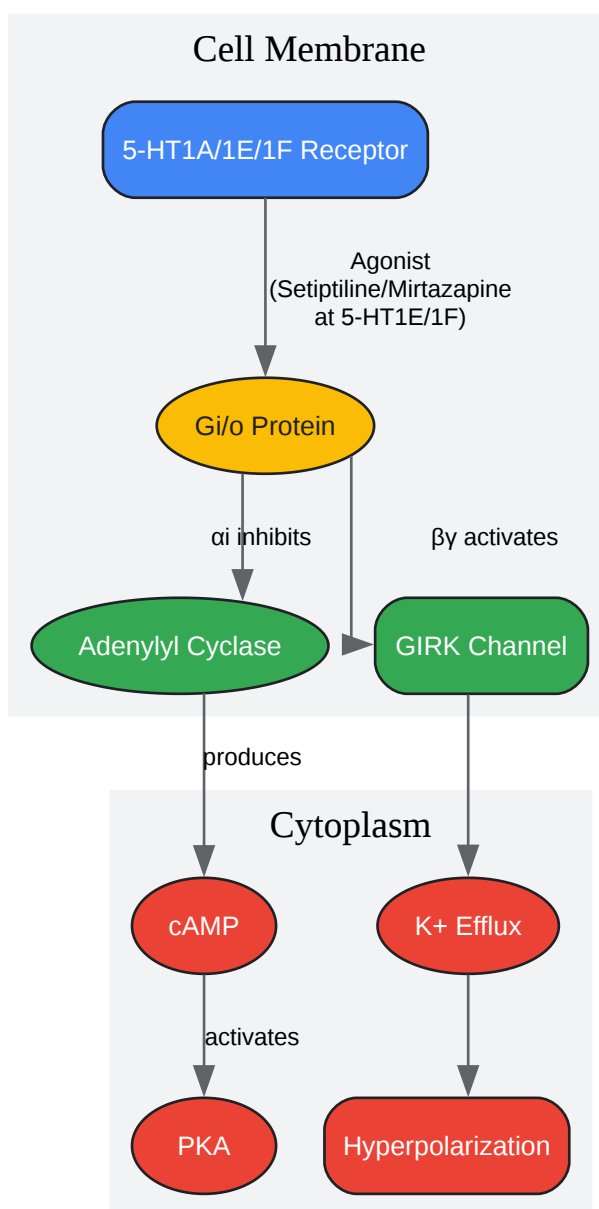 Cell Membrane
5-HT1A/1E/1F Receptor
Agonist
(Setiptiline/Mirtazapine
at 5-HT1E/1F)
Gi/o Protein
αi inhibits
βγ activates
Adenylyl Cyclase
GIRK Channel
produces
Cytoplasm
cAMP
K+ Efflux
activates
PKA
Hyperpolarization